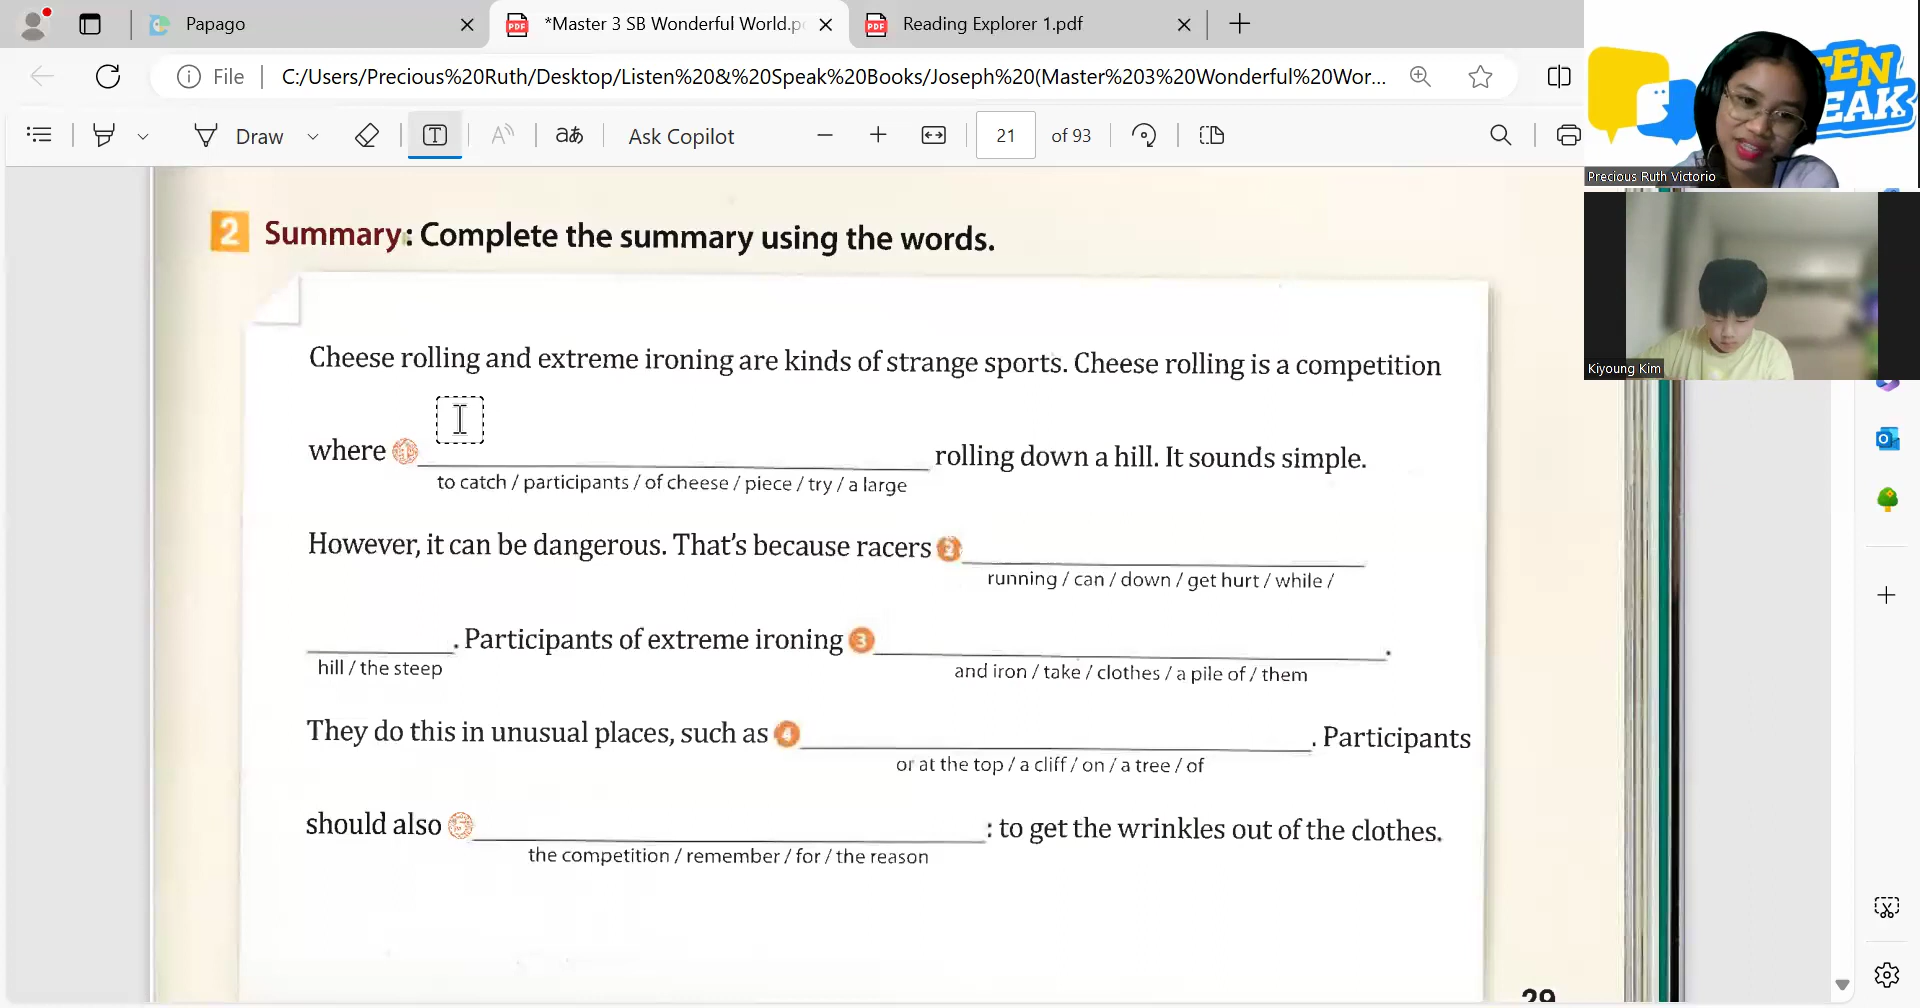 Papago
*Master 3 SB Wonderful World.p
Reading Explorer 1.pdf
File
C:/Users/Precious%20Ruth/Desktop/Listen%20&%20Speak%20Books/Joseph%20(Master%203%20Wonderful%20Wor...
Draw
Ask Copilot
21
of 93
Precious Ruth Victorio
Kiyoung Kim
2 Summary: Complete the summary using the words.
Cheese rolling and extreme ironing are kinds of strange sports. Cheese rolling is a competition
where 1 rolling down a hill. It sounds simple.
to catch / participants / of cheese / piece / try / a large
However, it can be dangerous. That's because racers 2
running / can / down / get hurt / while /
. Participants of extreme ironing 3 .
hill / the steep
and iron / take / clothes / a pile of / them
They do this in unusual places, such as 4 . Participants
or at the top / a cliff / on / a tree / of
should also 5 : to get the wrinkles out of the clothes.
the competition / remember / for / the reason